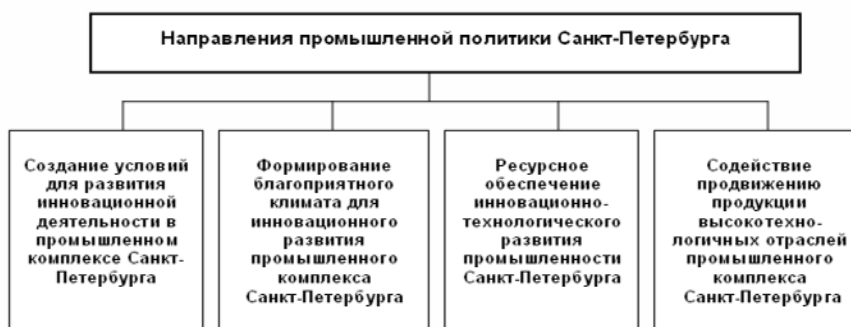 Направления промышленной политики Санкт-Петербурга
Создание условий
для развития
инновационной
деятельности в
промышленном
комплексе Санкт-
Петербурга
Формирование
благоприятного
климата для
инновационного
развития
промышленного
комплекса
Санкт-Петербурга
Ресурсное
обеспечение
инновационно-
технологического
развития
промышленности
Санкт-Петербурга
Содействие
продвижению
продукции
высокотехно-
логичных отраслей
промышленного
комплекса
Санкт-Петербурга